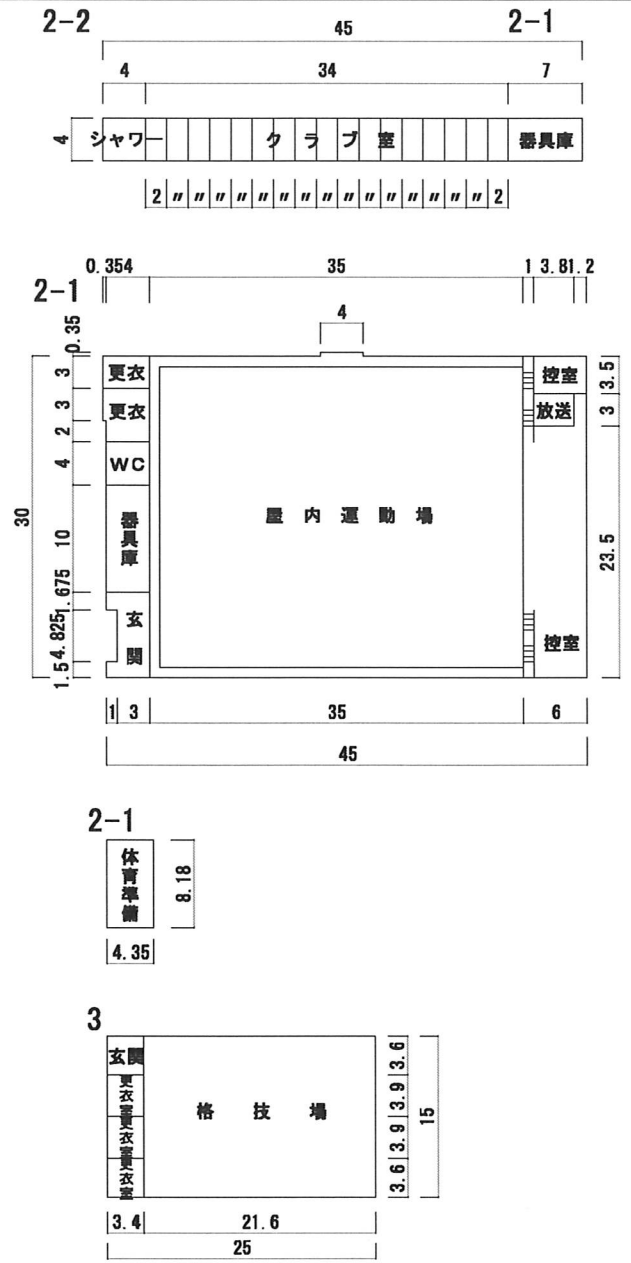 2-2 45 2-1
4 34 7
4 シャワー クラブ室 器具庫
2 〃 〃 〃 〃 〃 〃 〃 〃 〃 〃 〃 〃 〃 〃 〃 2
2-1
0.35 4 35 1 3.8 1.2
4
0.35
3 更衣 控室 3.5
3 更衣 放送 3
2
4 WC
30
屋内運動場
10 器具庫
23.5
1.675
4.825 玄関 控室
1.5
1 3 35 6
45
2-1
体育準備
8.18
4.35
3
玄関 3.6
更衣室 3.9
格技場 15
更衣室 3.9
更衣室 3.6
3.4 21.6
25